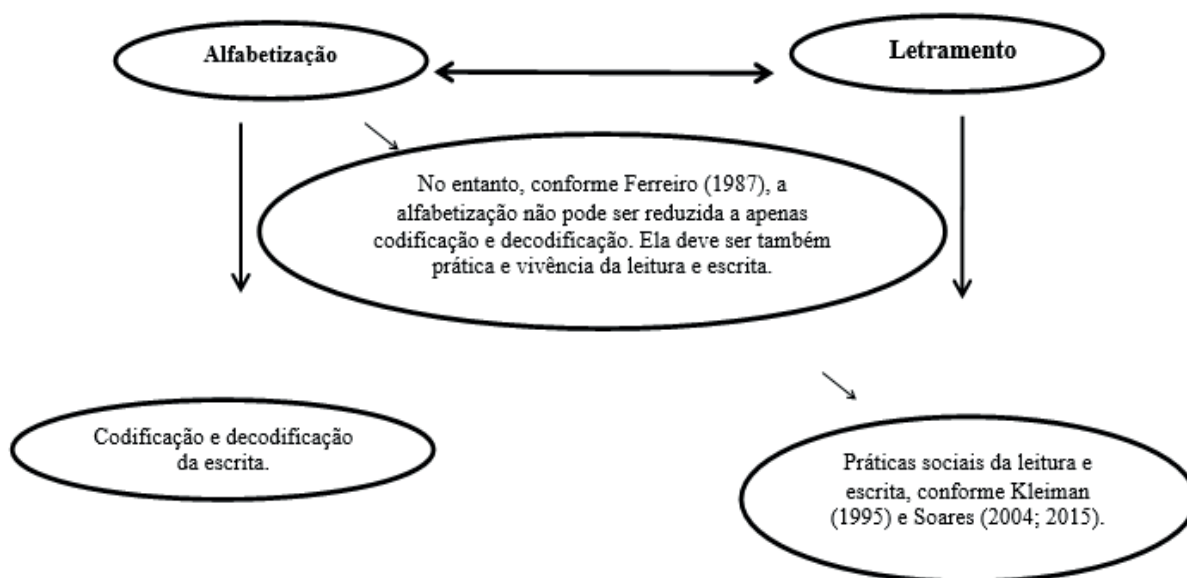 Alfabetização
Letramento
No entanto, conforme Ferreiro (1987), a
alfabetização não pode ser reduzida a apenas
codificação e decodificação. Ela deve ser também
prática e vivência da leitura e escrita.
Codificação e decodificação
da escrita.
Práticas sociais da leitura e
escrita, conforme Kleiman
(1995) e Soares (2004; 2015).